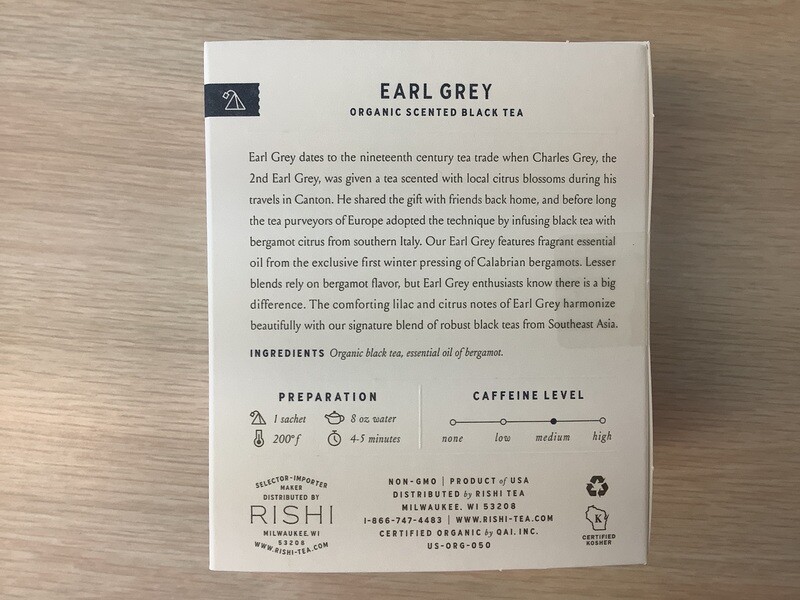 EARL GREY
ORGANIC SCENTED BLACK TEA
Earl Grey dates to the nineteenth century tea trade when Charles Grey, the
2nd Earl Grey, was given a tea scented with local citrus blossoms during his
travels in Canton. He shared the gift with friends back home, and before long
the tea purveyors of Europe adopted the technique by infusing black tea with
bergamot citrus from southern Italy. Our Earl Grey features fragrant essential
oil from the exclusive first winter pressing of Calabrian bergamots. Lesser
blends rely on bergamot flavor, but Earl Grey enthusiasts know there is a big
difference. The comforting lilac and citrus notes of Earl Grey harmonize
beautifully with our signature blend of robust black teas from Southeast Asia.
INGREDIENTS Organic black tea, essential oil of bergamot.
PREPARATION
1 sachet 8 oz water
200°f 4-5 minutes
CAFFEINE LEVEL
none low medium high
SELECTOR-IMPORTER
MAKER
DISTRIBUTED BY
RISHI
MILWAUKEE, WI
53208
WWW.RISHI-TEA.COM
NON-GMO | PRODUCT of USA
DISTRIBUTED by RISHI TEA
MILWAUKEE, WI 53208
1-866-747-4483 | WWW.RISHI-TEA.COM
CERTIFIED ORGANIC by QAI, INC.
US-ORG-050
K
CERTIFIED
KOSHER